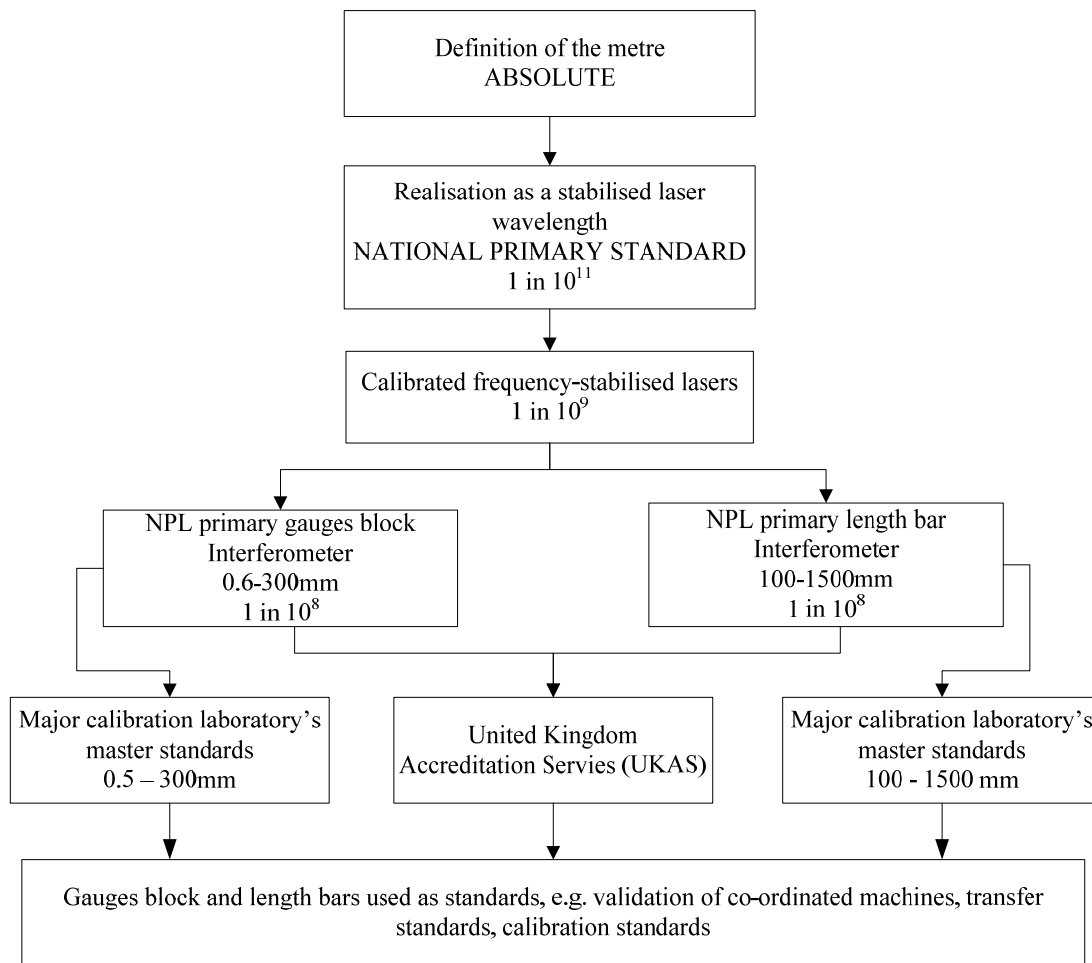 Definition of the metre
ABSOLUTE
Realisation as a stabilised laser
wavelength
NATIONAL PRIMARY STANDARD
1 in 10¹¹
Calibrated frequency-stabilised lasers
1 in 10⁹
NPL primary gauges block
Interferometer
0.6-300mm
1 in 10⁸
NPL primary length bar
Interferometer
100-1500mm
1 in 10⁸
Major calibration laboratory’s
master standards
0.5 – 300mm
United Kingdom
Accreditation Servies (UKAS)
Major calibration laboratory’s
master standards
100 - 1500 mm
Gauges block and length bars used as standards, e.g. validation of co-ordinated machines, transfer
standards, calibration standards